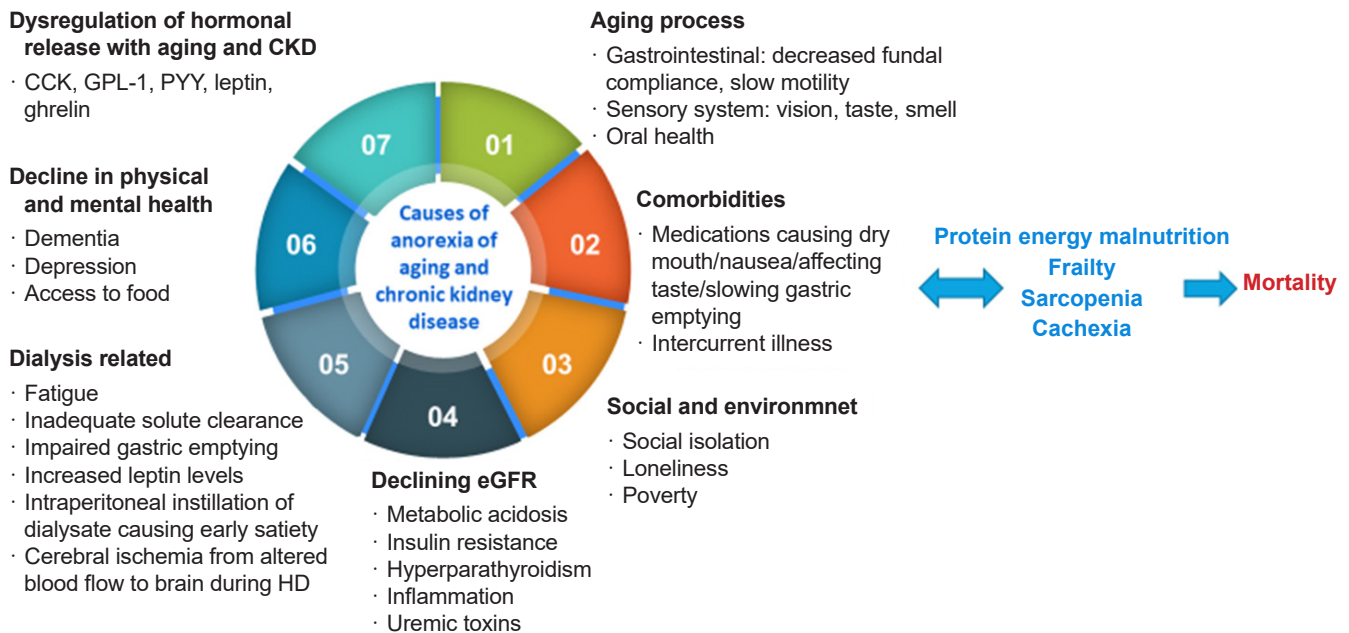 Dysregulation of hormonal
release with aging and CKD
· CCK, GPL-1, PYY, leptin,
ghrelin
Decline in physical
and mental health
· Dementia
· Depression
· Access to food
Dialysis related
· Fatigue
· Inadequate solute clearance
· Impaired gastric emptying
· Increased leptin levels
· Intraperitoneal instillation of
dialysate causing early satiety
· Cerebral ischemia from altered
blood flow to brain during HD
07
01
06
02
05
03
04
Causes of
anorexia of
aging and
chronic kidney
disease
Declining eGFR
· Metabolic acidosis
· Insulin resistance
· Hyperparathyroidism
· Inflammation
· Uremic toxins
Aging process
· Gastrointestinal: decreased fundal
compliance, slow motility
· Sensory system: vision, taste, smell
· Oral health
Comorbidities
· Medications causing dry
mouth/nausea/affecting
taste/slowing gastric
emptying
· Intercurrent illness
Social and environmnet
· Social isolation
· Loneliness
· Poverty
Protein energy malnutrition
Frailty
Sarcopenia
Cachexia
Mortality